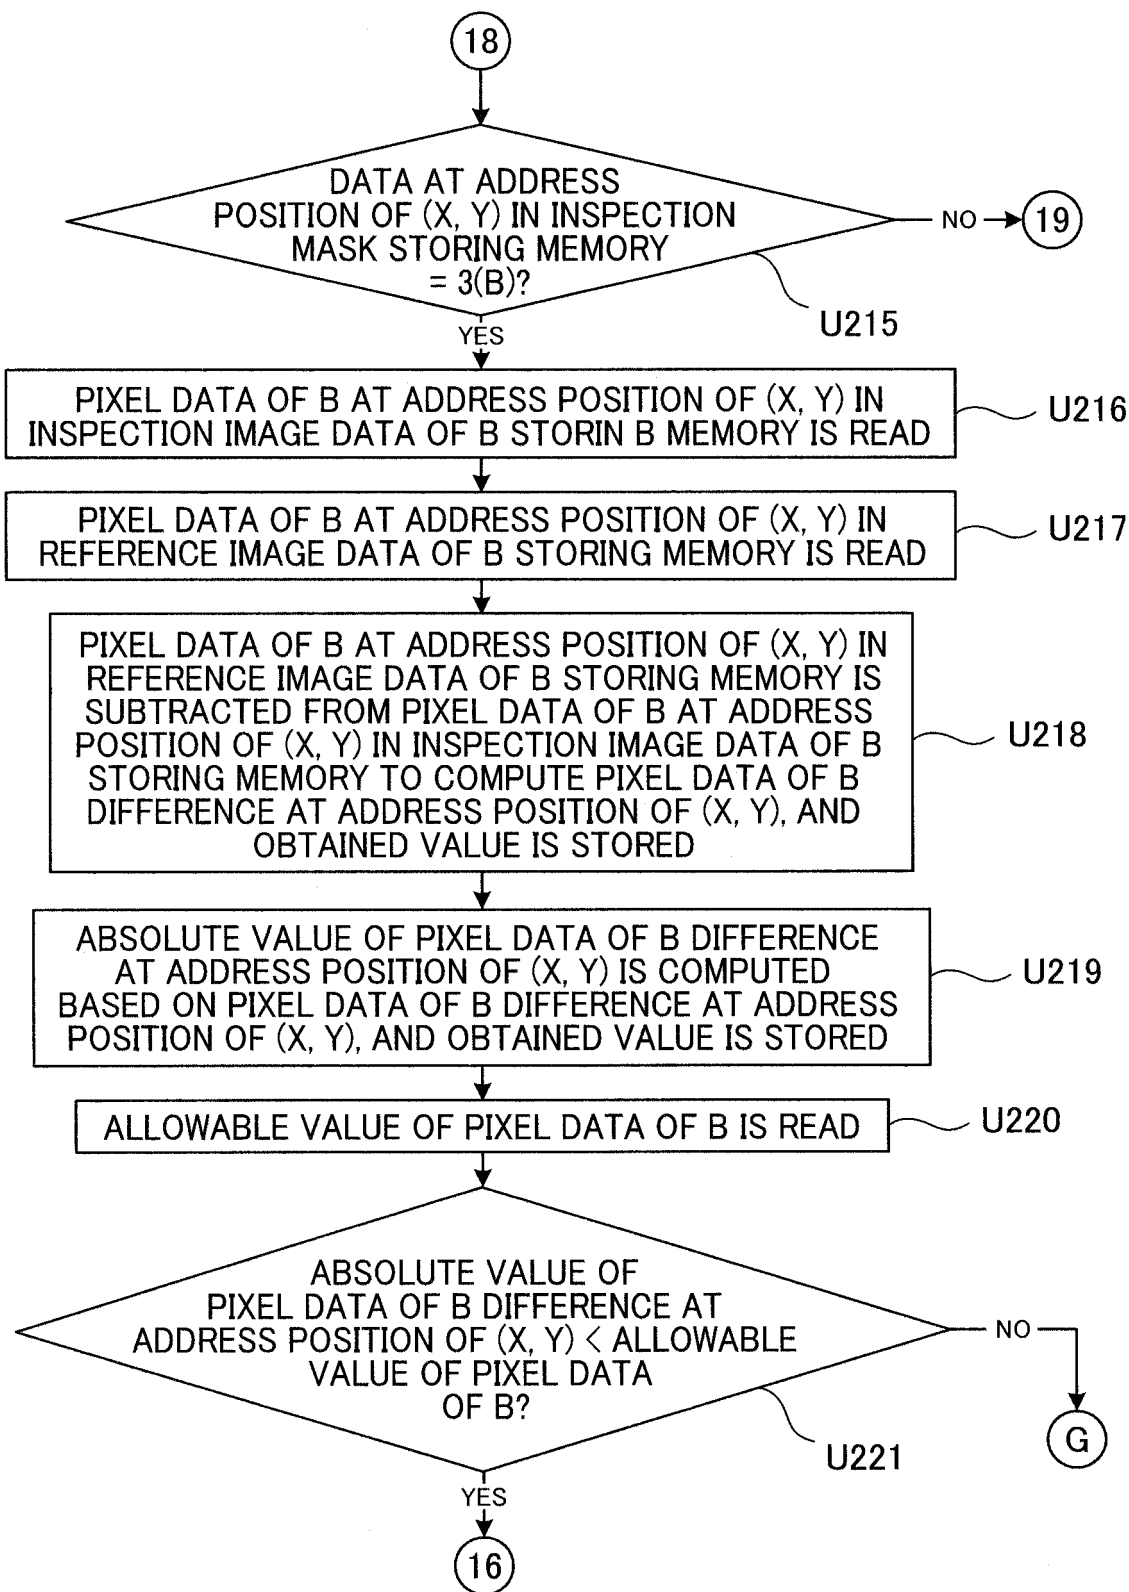 18
DATA AT ADDRESS
POSITION OF (X, Y) IN INSPECTION
MASK STORING MEMORY
= 3(B)?
NO
19
U215
YES
PIXEL DATA OF B AT ADDRESS POSITION OF (X, Y) IN
INSPECTION IMAGE DATA OF B STORIN B MEMORY IS READ
U216
PIXEL DATA OF B AT ADDRESS POSITION OF (X, Y) IN
REFERENCE IMAGE DATA OF B STORING MEMORY IS READ
U217
PIXEL DATA OF B AT ADDRESS POSITION OF (X, Y) IN
REFERENCE IMAGE DATA OF B STORING MEMORY IS
SUBTRACTED FROM PIXEL DATA OF B AT ADDRESS
POSITION OF (X, Y) IN INSPECTION IMAGE DATA OF B
STORING MEMORY TO COMPUTE PIXEL DATA OF B
DIFFERENCE AT ADDRESS POSITION OF (X, Y), AND
OBTAINED VALUE IS STORED
U218
ABSOLUTE VALUE OF PIXEL DATA OF B DIFFERENCE
AT ADDRESS POSITION OF (X, Y) IS COMPUTED
BASED ON PIXEL DATA OF B DIFFERENCE AT ADDRESS
POSITION OF (X, Y), AND OBTAINED VALUE IS STORED
U219
ALLOWABLE VALUE OF PIXEL DATA OF B IS READ
U220
ABSOLUTE VALUE OF
PIXEL DATA OF B DIFFERENCE AT
ADDRESS POSITION OF (X, Y) < ALLOWABLE
VALUE OF PIXEL DATA
OF B?
NO
G
U221
YES
16